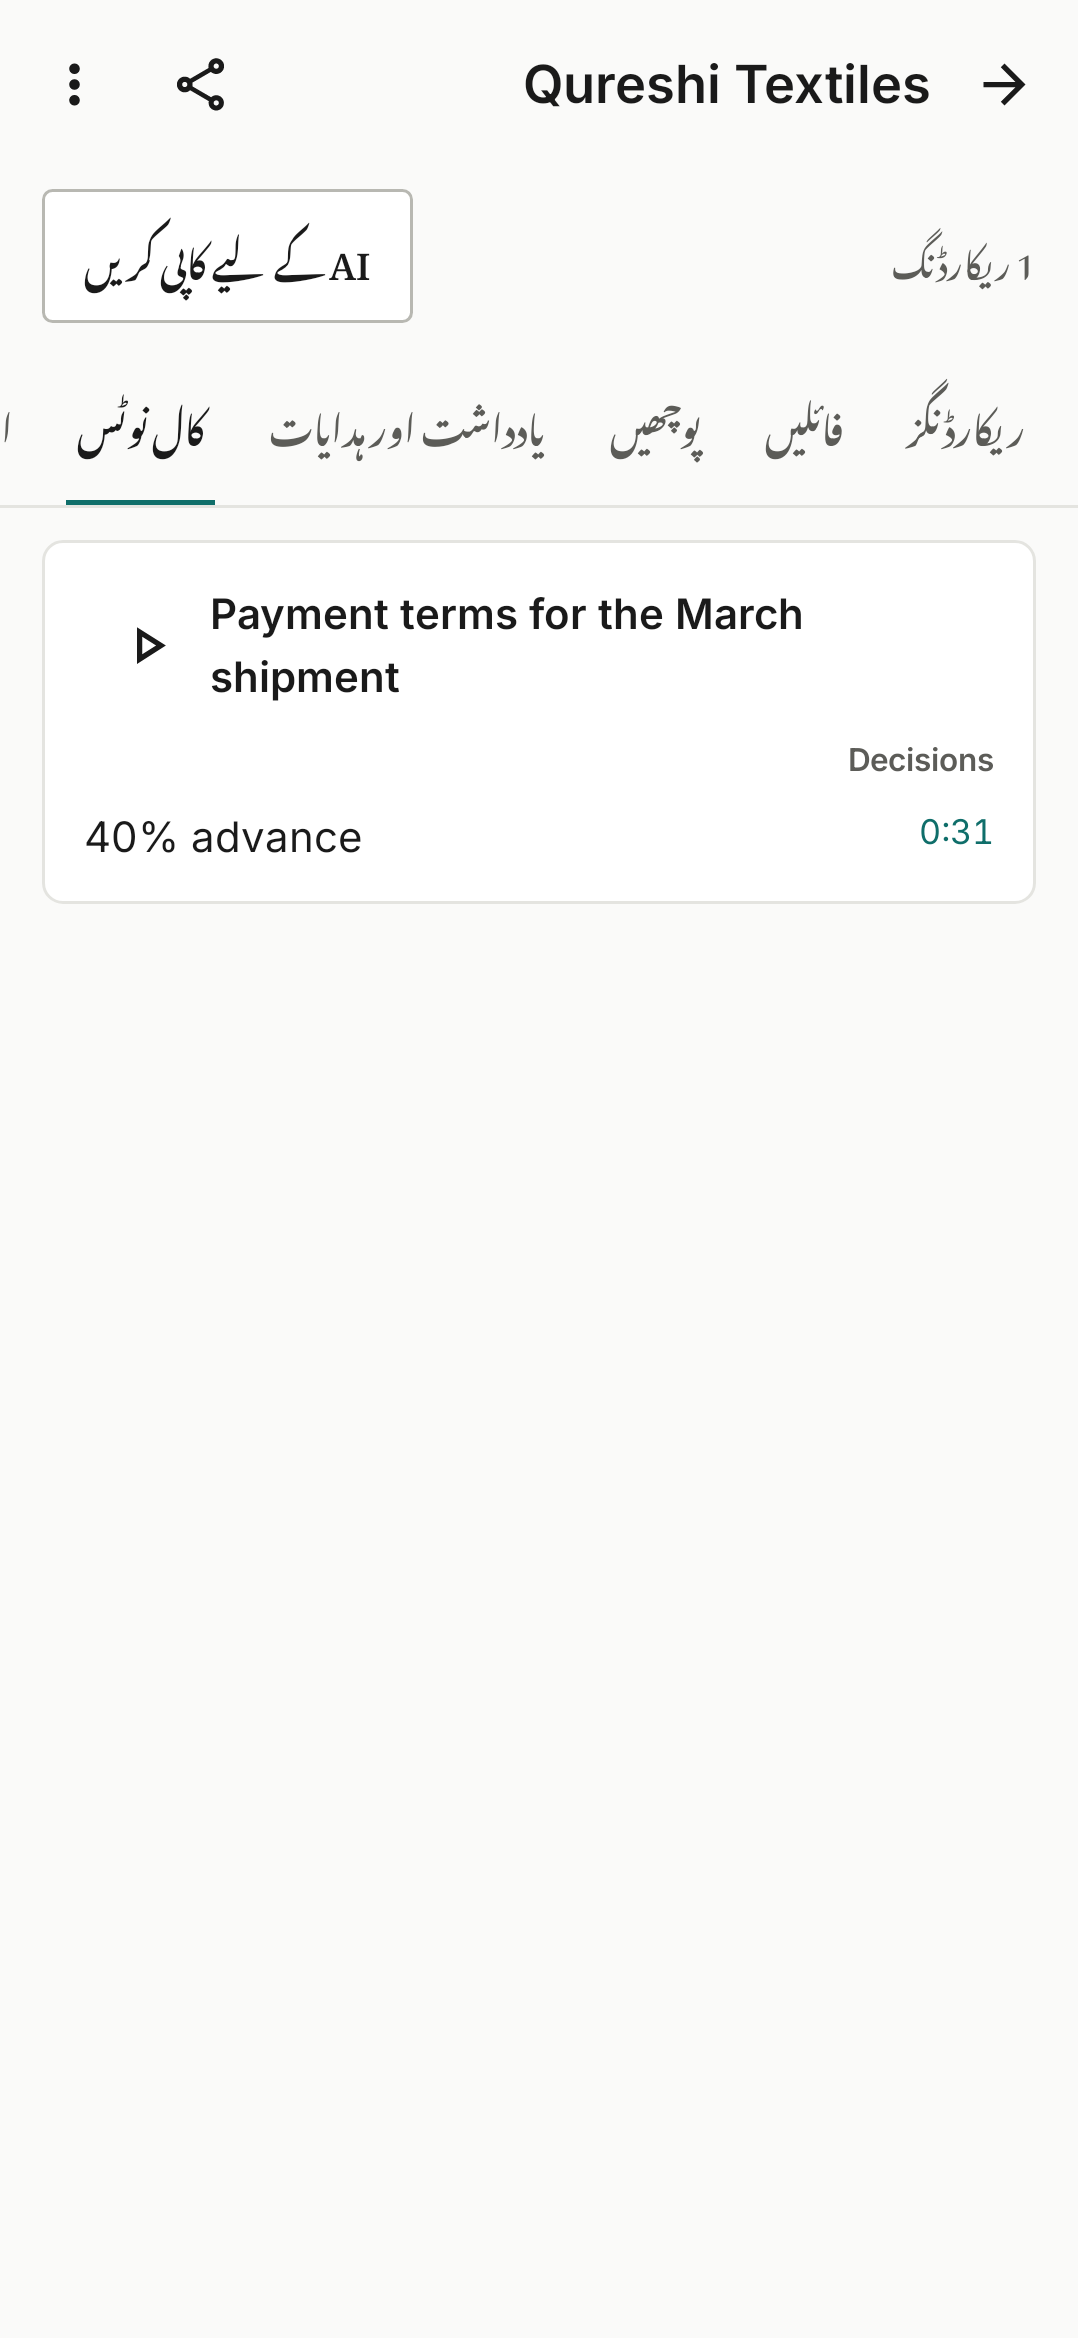 Qureshi Textiles
1 ریکارڈنگ
AI کے لیے کاپی کریں
ریکارڈنگز
فائلیں
پوچھیں
یادداشت اور ہدایات
کال نوٹس
Payment terms for the March
shipment
Decisions
40% advance
0:31